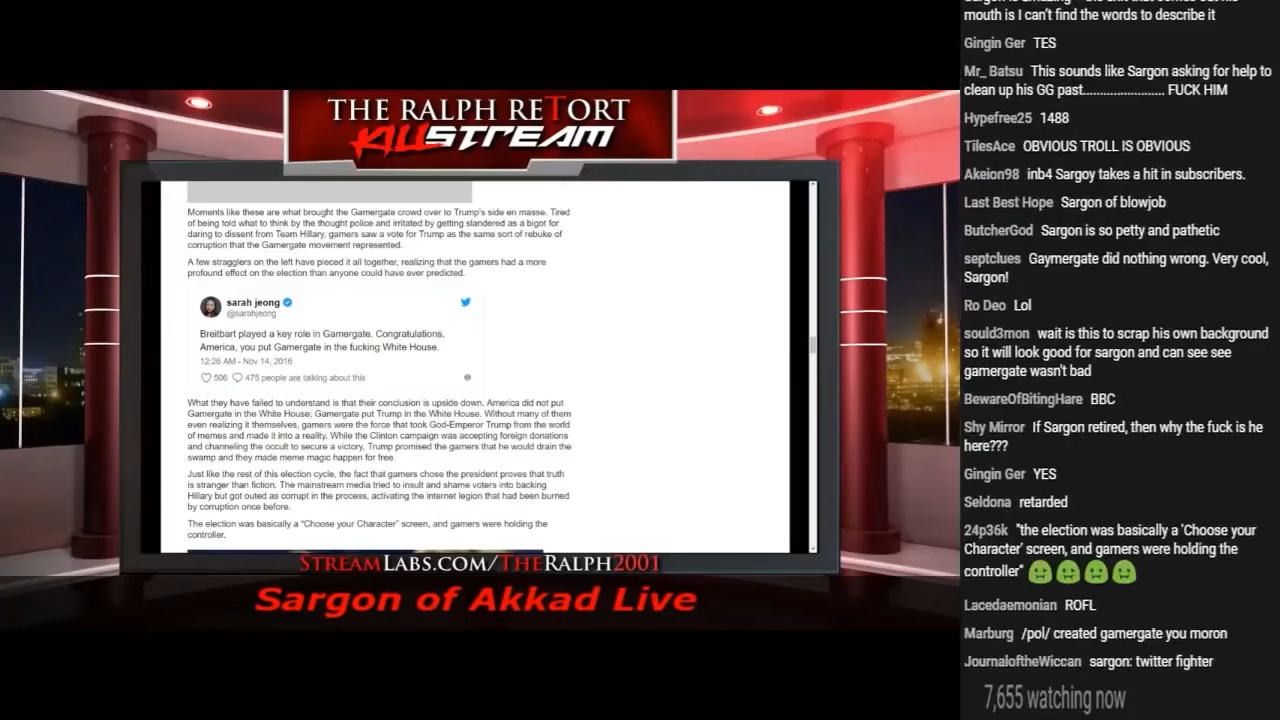 THE RALPH RETORT
KILLSTREAM
Moments like these are what brought the Gamergate crowd over to Trump's side en masse. Tired
of being told what to think by the thought police and irritated by getting slandered as a bigot for
daring to dissent from Team Hillary, gamers saw a vote for Trump as the same sort of rebuke of
corruption that the Gamergate movement represented.
A few stragglers on the left have pieced it all together, realizing that the gamers had a more
profound effect on the election than anyone could have ever predicted.
sarah jeong
@sarahjeong
Breitbart played a key role in Gamergate. Congratulations,
America, you put Gamergate in the fucking White House.
12:26 AM - Nov 14, 2016
506 475 people are talking about this
What they have failed to understand is that their conclusion is upside down. America did not put
Gamergate in the White House; Gamergate put Trump in the White House. Without many of them
even realizing it themselves, gamers were the force that took God-Emperor Trump from the world
of memes and made it into a reality. While the Clinton campaign was accepting foreign donations
and channeling the occult to secure a victory, Trump promised the gamers that he would drain the
swamp and they made meme magic happen for free.
Just like the rest of this election cycle, the fact that gamers chose the president proves that truth
is stranger than fiction. The mainstream media tried to insult and shame voters into backing
Hillary but got outed as corrupt in the process, activating the internet legion that had been burned
by corruption once before.
The election was basically a "Choose your Character" screen, and gamers were holding the
controller.
STREAMLABS.COM/THERALPH2001
Sargon of Akkad Live
mouth is I can't find the words to describe it
Gingin Ger TES
Mr_ Batsu This sounds like Sargon asking for help to
clean up his GG past....................... FUCK HIM
Hypefree25 1488
TilesAce OBVIOUS TROLL IS OBVIOUS
Akeion98 inb4 Sargoy takes a hit in subscribers.
Last Best Hope Sargon of blowjob
ButcherGod Sargon is so petty and pathetic
septclues Gaymergate did nothing wrong. Very cool,
Sargon!
Ro Deo Lol
sould3mon wait is this to scrap his own background
so it will look good for sargon and can see see
gamergate wasn't bad
BewareOfBitingHare BBC
Shy Mirror If Sargon retired, then why the fuck is he
here???
Gingin Ger YES
Seldona retarded
24p36k "the election was basically a 'Choose your
Character' screen, and gamers were holding the
controller"
Lacedaemonian ROFL
Marburg /pol/ created gamergate you moron
JournaloftheWiccan sargon: twitter fighter
7,655 watching now